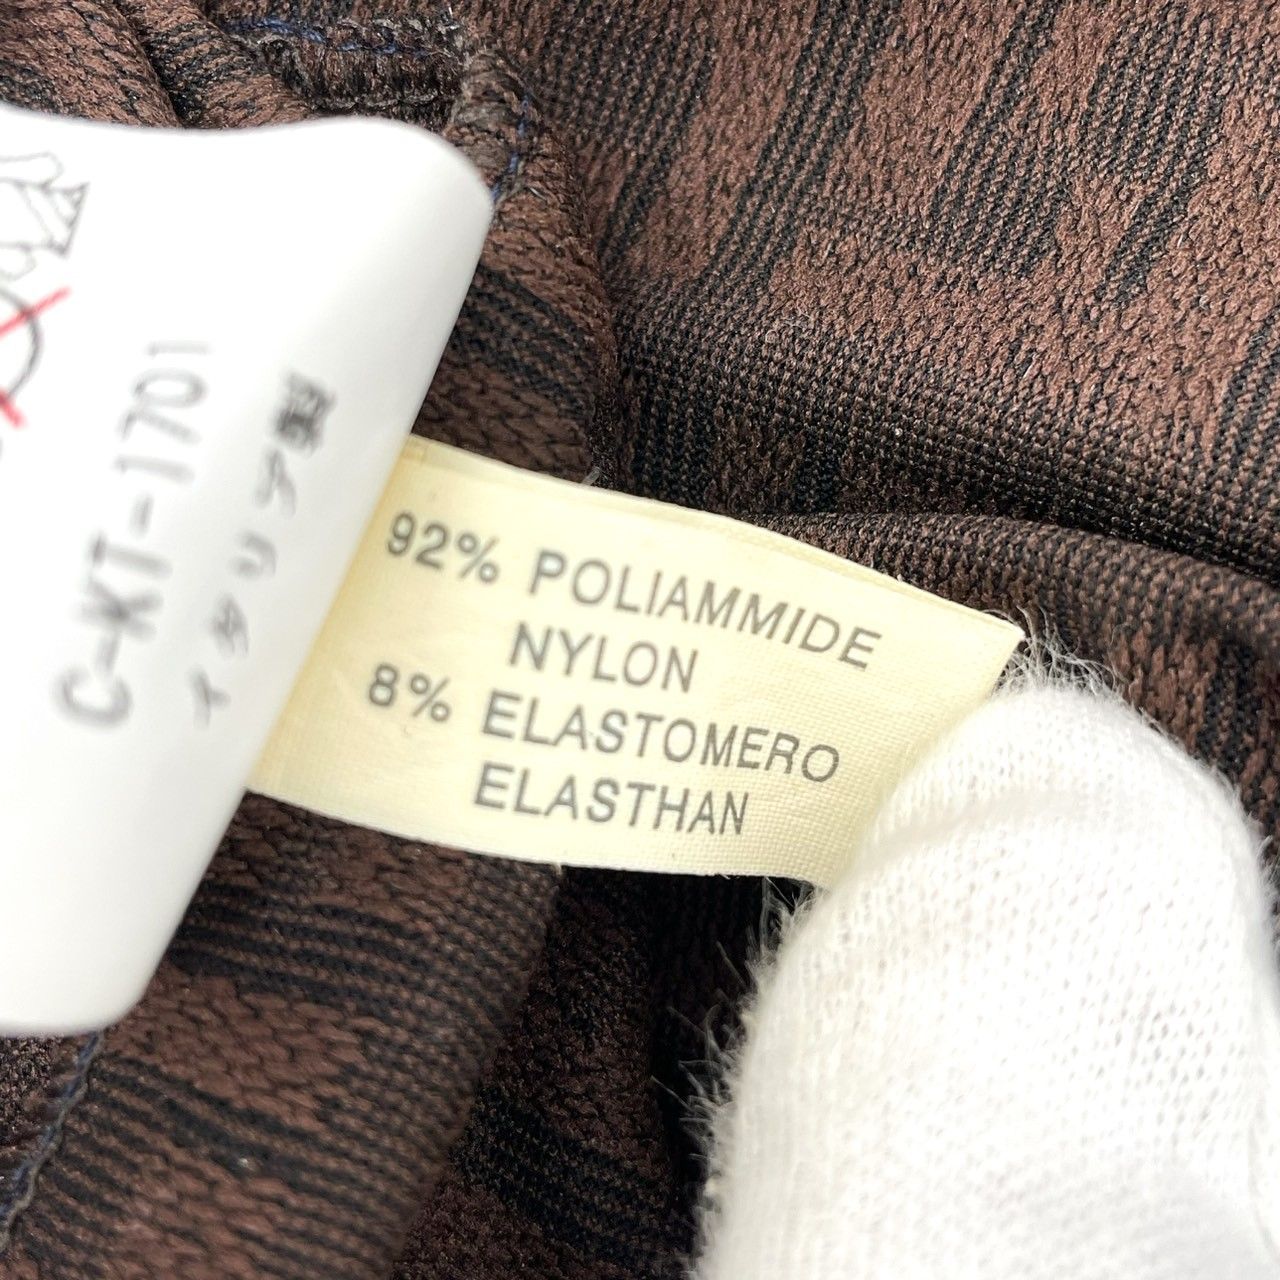 C-KT-1701
イタリア製
92% POLIAMMIDE
NYLON
8% ELASTOMERO
ELASTHAN